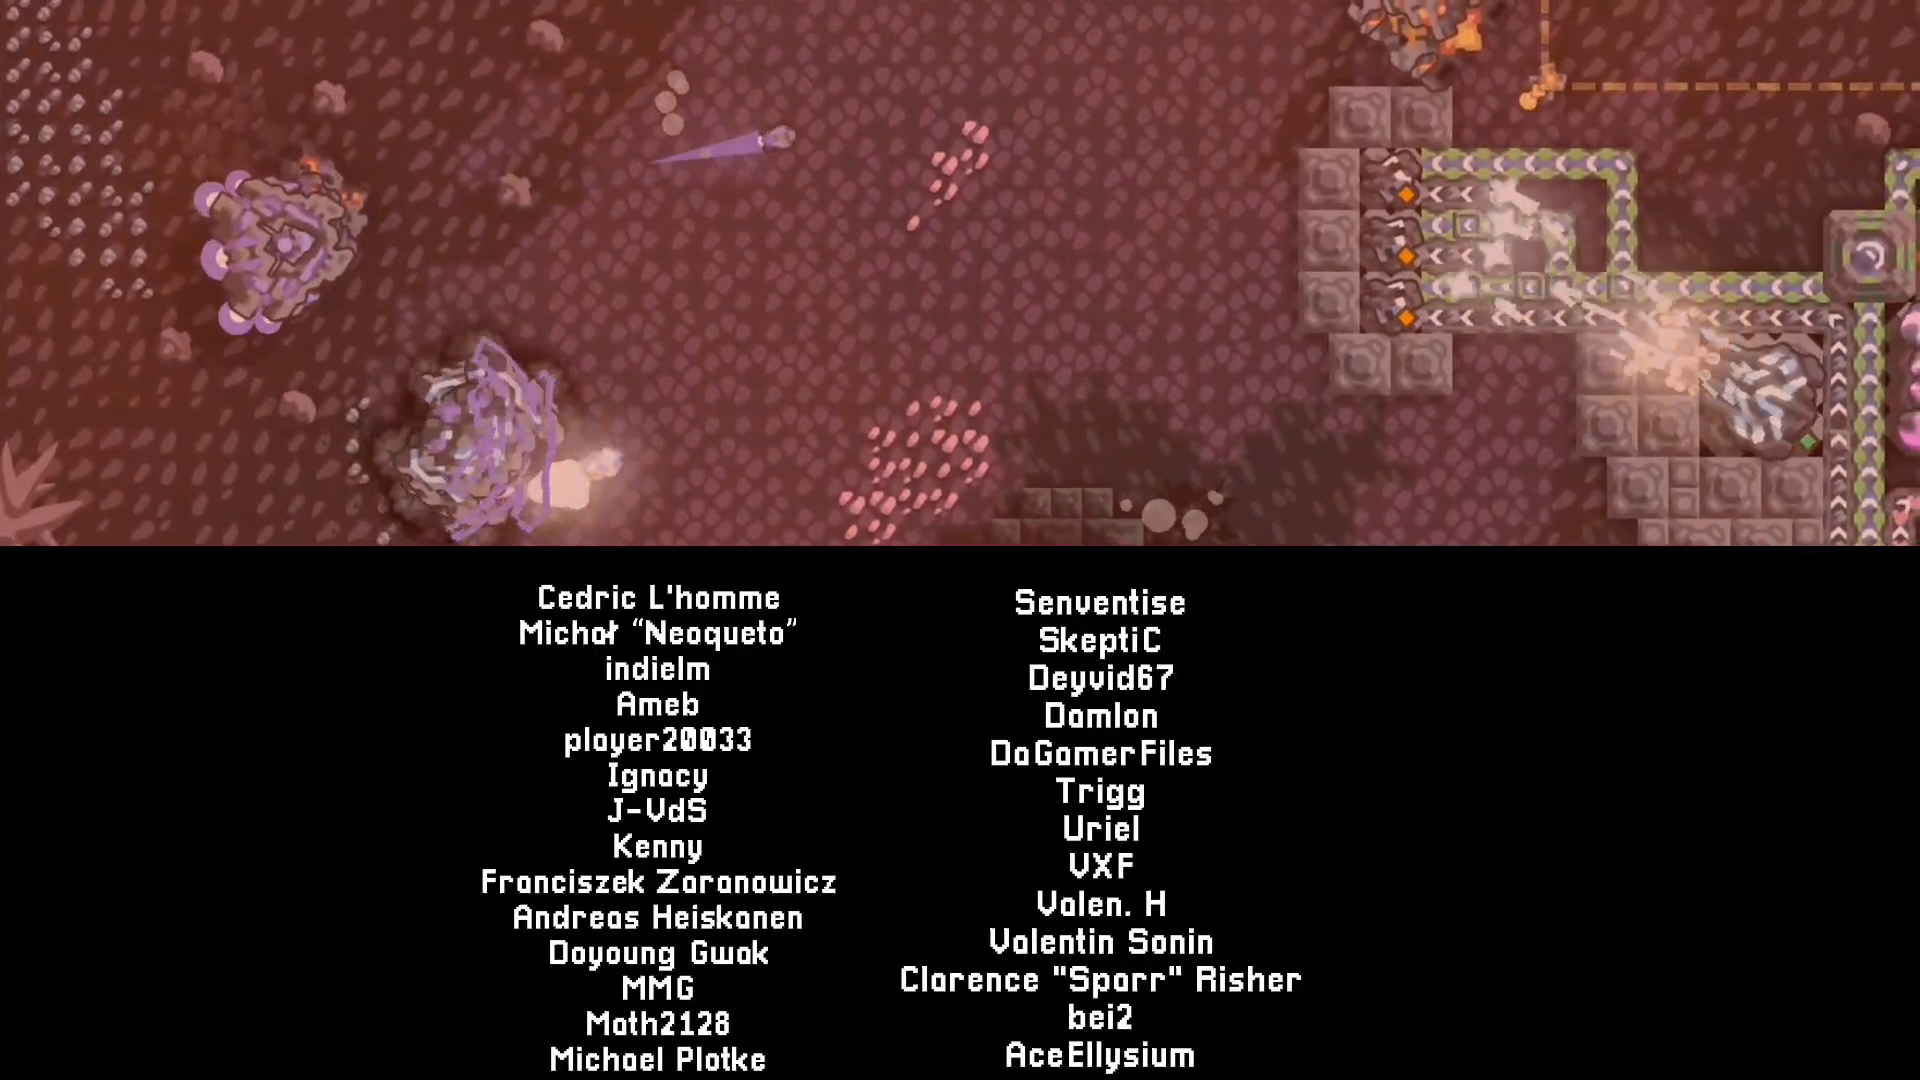 Cedric L'homme
Michał “Neoqueto”
indielm
Ameb
player20033
Ignacy
J-VdS
Kenny
Franciszek Zaranowicz
Andreas Heiskanen
Doyoung Gwak
MMG
Math2128
Michael Plotke
Senventise
SkeptiC
Deyvid67
Damlon
DaGamerFiles
Trigg
Uriel
VXF
Valen. H
Valentin Sonin
Clarence "Sparr" Risher
bei2
AceEllysium